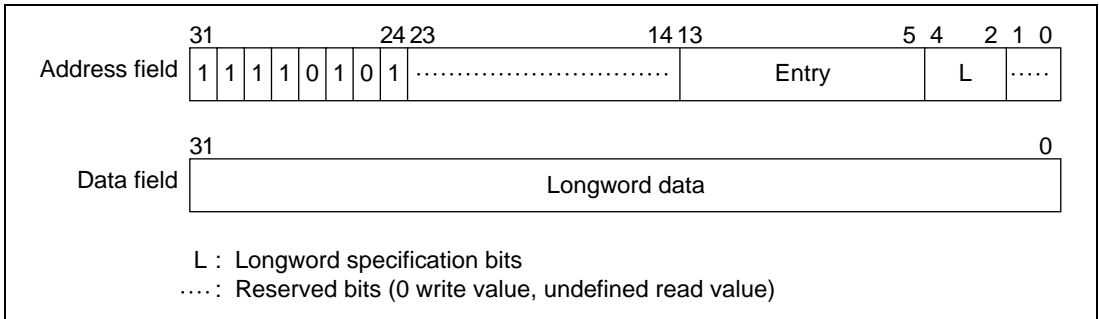 31 24 23 14 13 5 4 2 1 0
Address field 1 1 1 1 0 1 0 1 .............................. Entry L .....
31 0
Data field Longword data
L : Longword specification bits
.... : Reserved bits (0 write value, undefined read value)